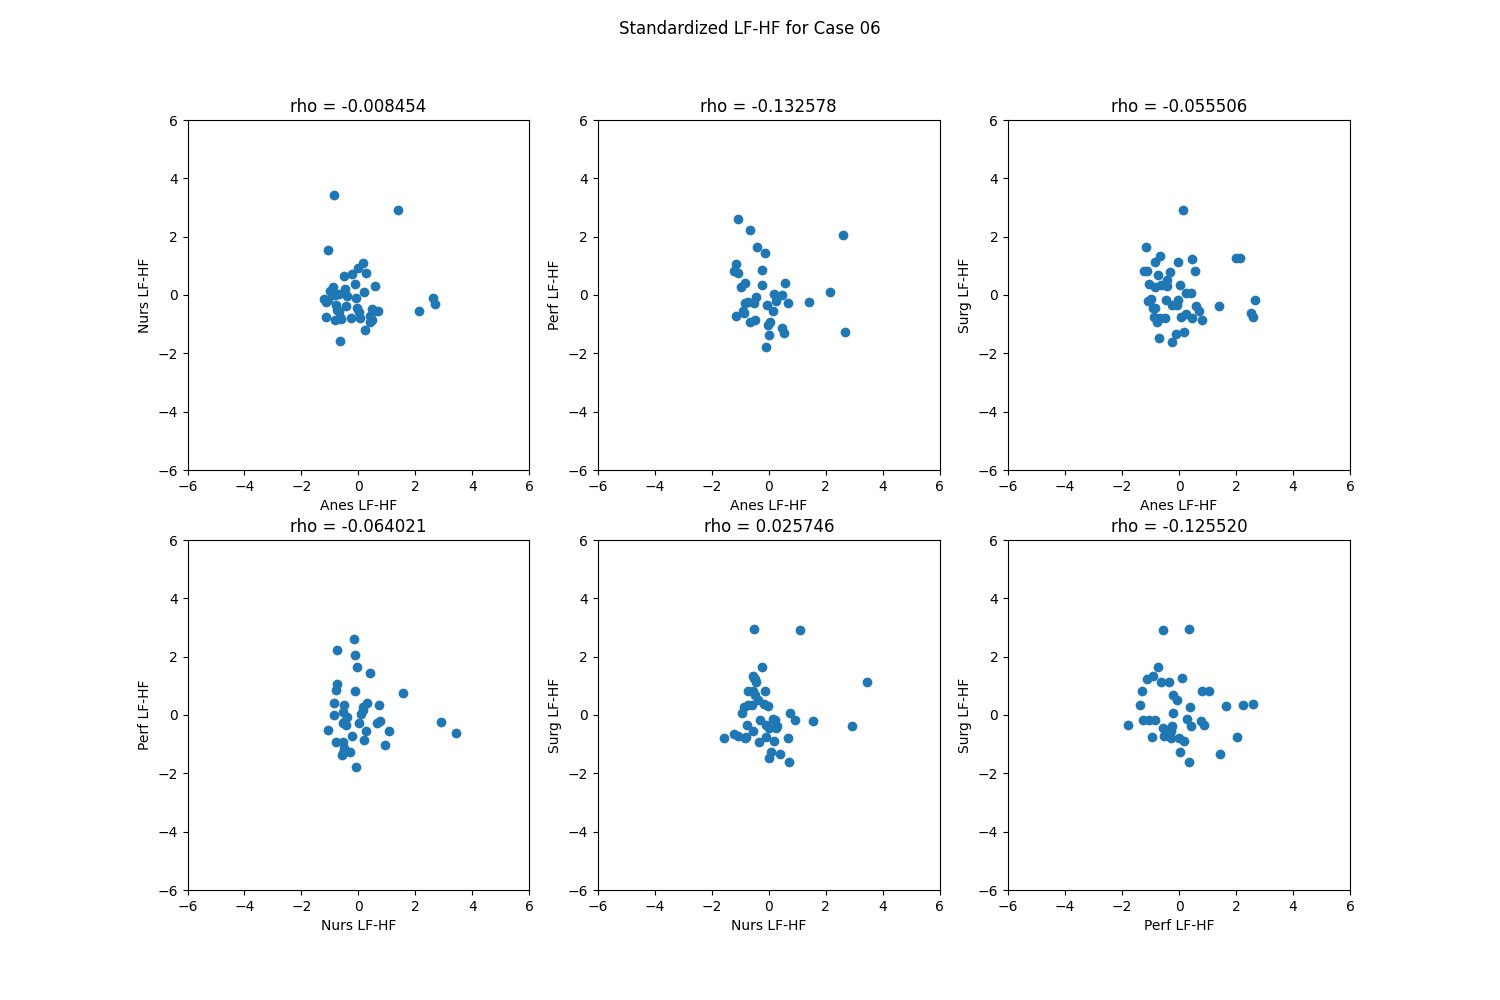 Standardized LF-HF for Case 06
rho = -0.008454
6
4
2
0
−2
−4
−6
−6 −4 −2 0 2 4 6
Nurs LF-HF
Anes LF-HF
rho = -0.132578
6
4
2
0
−2
−4
−6
−6 −4 −2 0 2 4 6
Perf LF-HF
Anes LF-HF
rho = -0.055506
6
4
2
0
−2
−4
−6
−6 −4 −2 0 2 4 6
Surg LF-HF
Anes LF-HF
rho = -0.064021
6
4
2
0
−2
−4
−6
−6 −4 −2 0 2 4 6
Perf LF-HF
Nurs LF-HF
rho = 0.025746
6
4
2
0
−2
−4
−6
−6 −4 −2 0 2 4 6
Surg LF-HF
Nurs LF-HF
rho = -0.125520
6
4
2
0
−2
−4
−6
−6 −4 −2 0 2 4 6
Surg LF-HF
Perf LF-HF